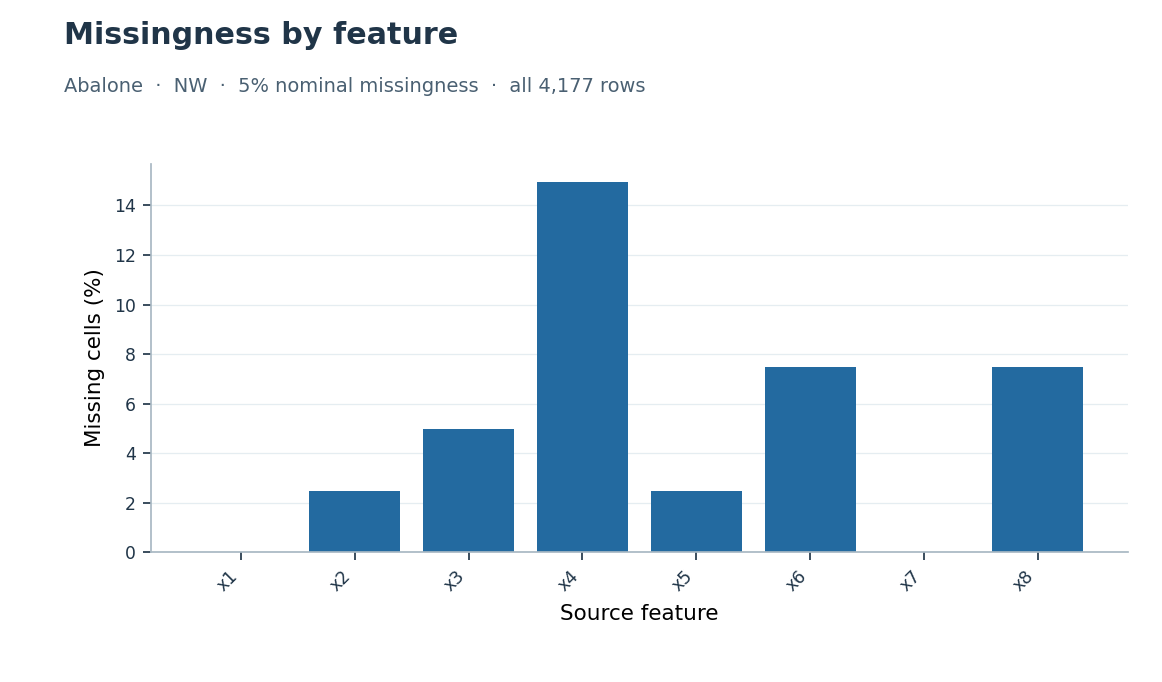 Missingness by feature
Abalone · NW · 5% nominal missingness · all 4,177 rows
Missing cells (%)
14
12
10
8
6
4
2
0
x1 x2 x3 x4 x5 x6 x7 x8
Source feature